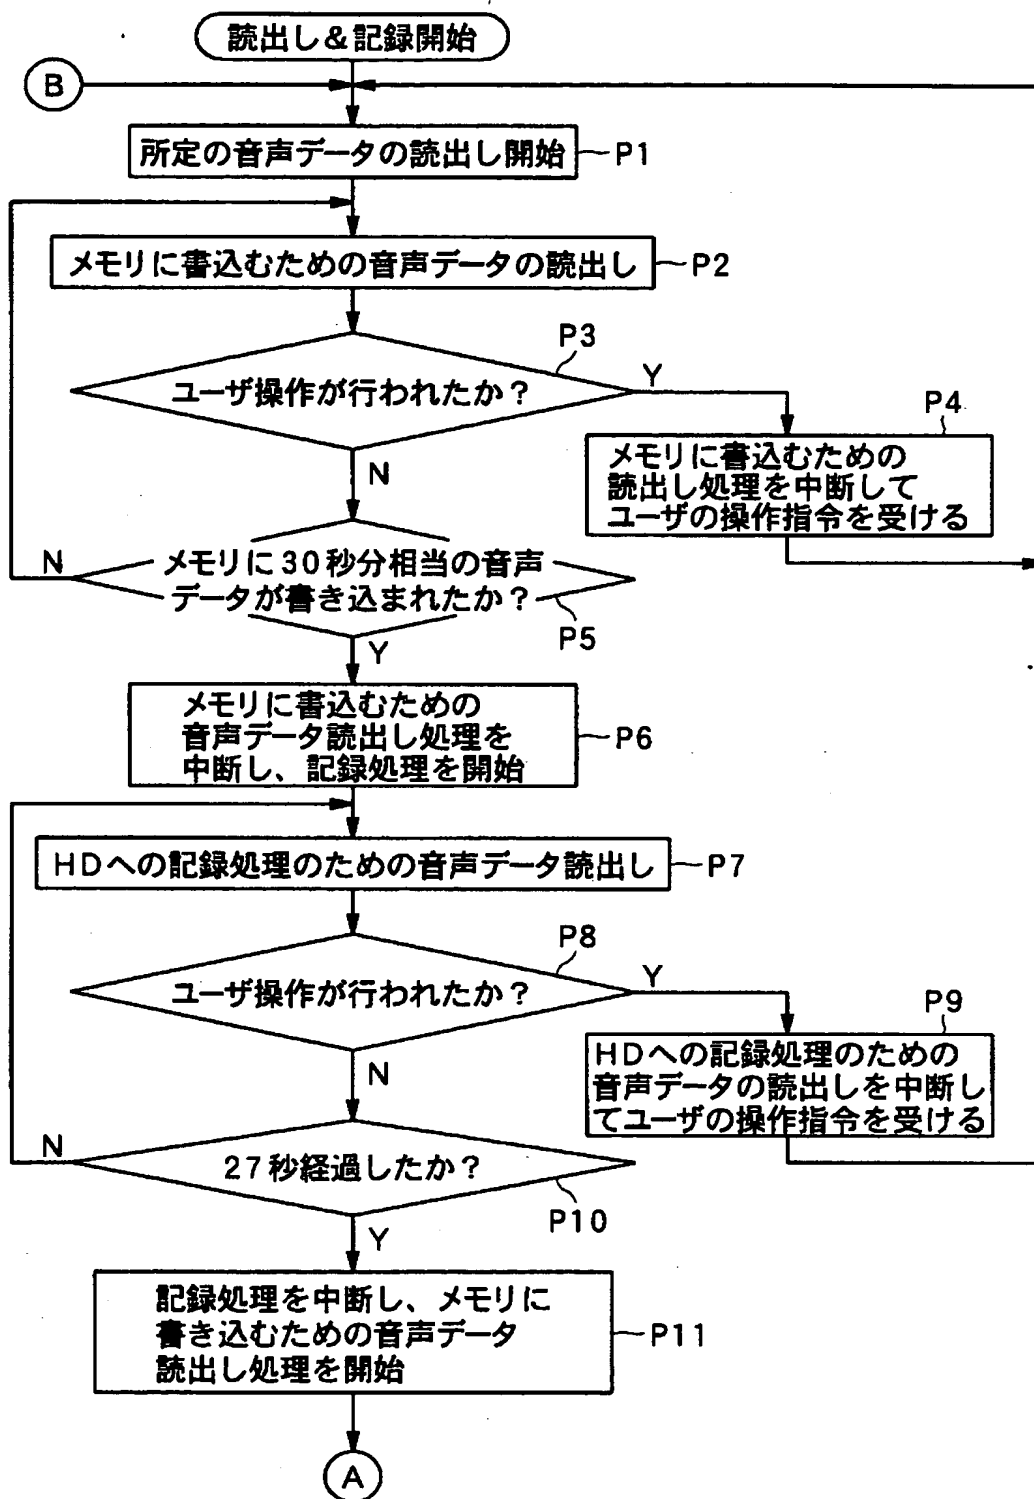 読出し&記録開始
B
所定の音声データの読出し開始
P1
メモリに書込むための音声データの読出し
P2
P3
ユーザ操作が行われたか?
Y
N
P4
メモリに書込むための
読出し処理を中断して
ユーザの操作指令を受ける
N
メモリに30秒分相当の音声
データが書き込まれたか?
P5
Y
メモリに書込むための
音声データ読出し処理を
中断し、記録処理を開始
P6
HDへの記録処理のための音声データ読出し
P7
P8
ユーザ操作が行われたか?
Y
N
P9
HDへの記録処理のための
音声データの読出しを中断し
てユーザの操作指令を受ける
N
27秒経過したか?
P10
Y
記録処理を中断し、メモリに
書き込むための音声データ
読出し処理を開始
P11
A